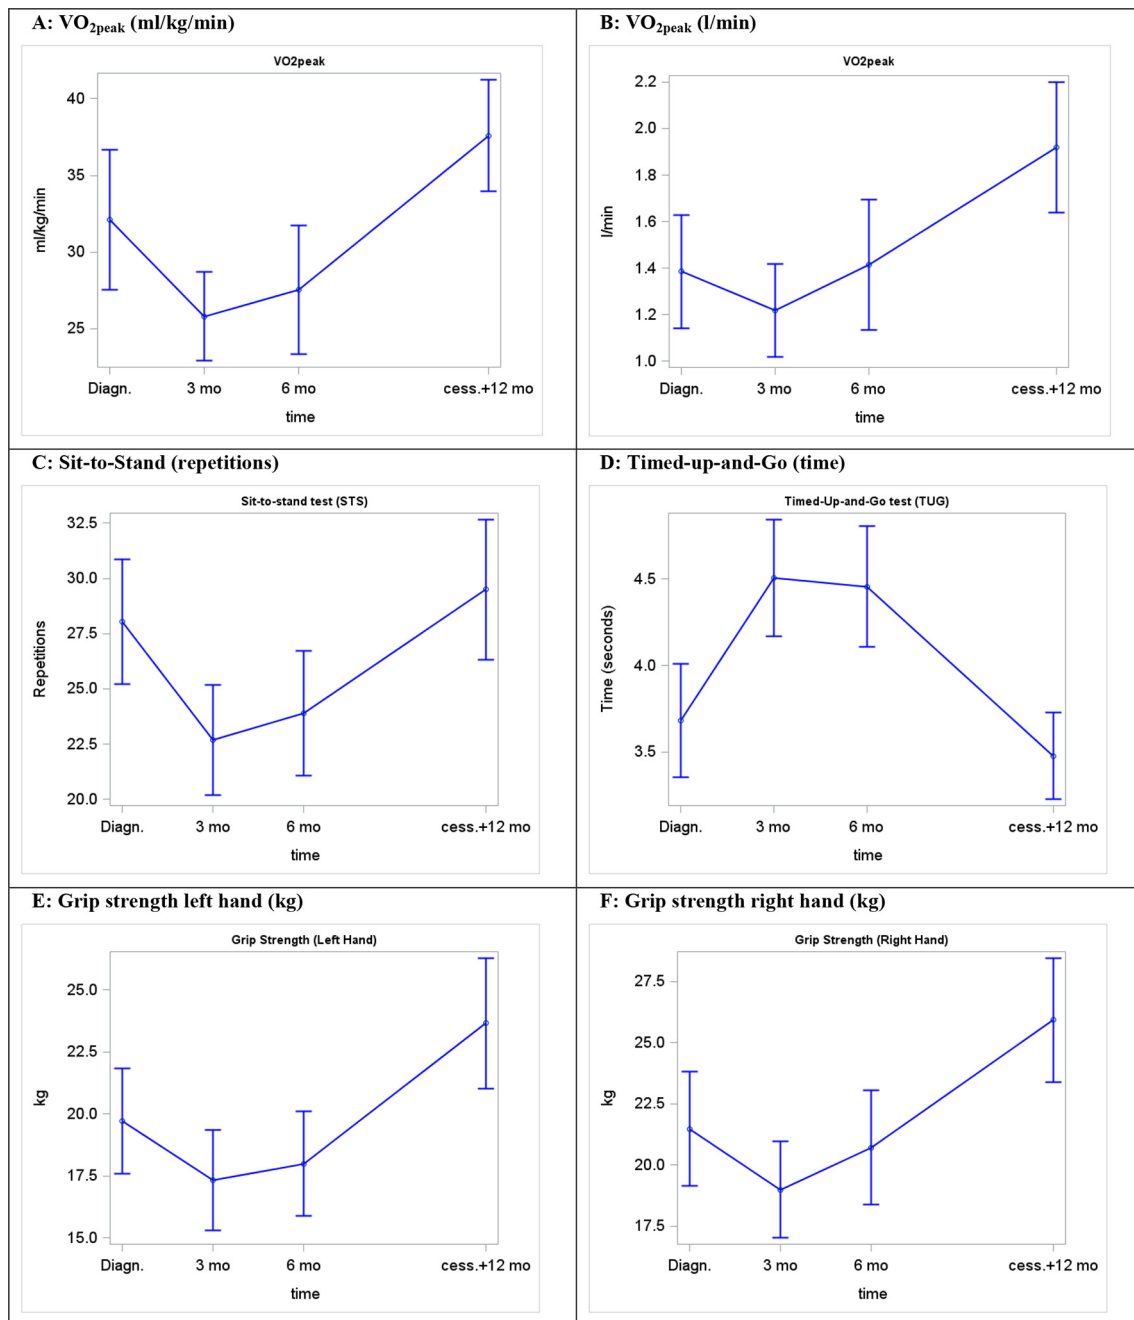 A: VO2peak (ml/kg/min)
VO2peak
40
35
30
25
ml/kg/min
Diagn. 3 mo 6 mo cess.+12 mo
time
B: VO2peak (l/min)
VO2peak
2.2
2.0
1.8
1.6
1.4
1.2
1.0
l/min
Diagn. 3 mo 6 mo cess.+12 mo
time
C: Sit-to-Stand (repetitions)
Sit-to-stand test (STS)
32.5
30.0
27.5
25.0
22.5
20.0
Repetitions
Diagn. 3 mo 6 mo cess.+12 mo
time
D: Timed-up-and-Go (time)
Timed-Up-and-Go test (TUG)
4.5
4.0
3.5
Time (seconds)
Diagn. 3 mo 6 mo cess.+12 mo
time
E: Grip strength left hand (kg)
Grip Strength (Left Hand)
25.0
22.5
20.0
17.5
15.0
kg
Diagn. 3 mo 6 mo cess.+12 mo
time
F: Grip strength right hand (kg)
Grip Strength (Right Hand)
27.5
25.0
22.5
20.0
17.5
kg
Diagn. 3 mo 6 mo cess.+12 mo
time